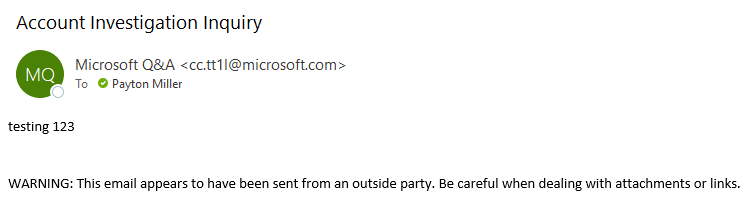 Account Investigation Inquiry
MQ
Microsoft Q&A <cc.tt1l@microsoft.com>
To Payton Miller
testing 123
WARNING: This email appears to have been sent from an outside party. Be careful when dealing with attachments or links.